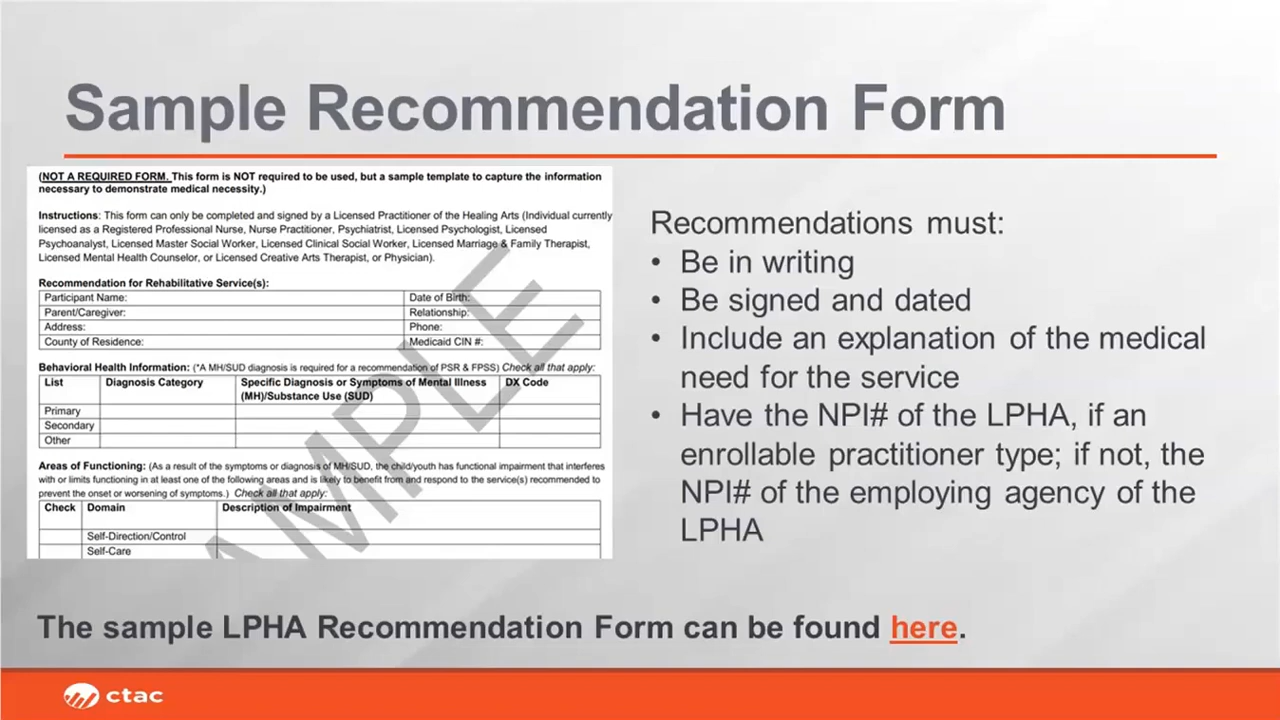 Sample Recommendation Form
(NOT A REQUIRED FORM. This form is NOT required to be used, but a sample template to capture the information
necessary to demonstrate medical necessity.)
Instructions: This form can only be completed and signed by a Licensed Practitioner of the Healing Arts (Individual currently
licensed as a Registered Professional Nurse, Nurse Practitioner, Psychiatrist, Licensed Psychologist, Licensed
Psychoanalyst, Licensed Master Social Worker, Licensed Clinical Social Worker, Licensed Marriage & Family Therapist,
Licensed Mental Health Counselor, or Licensed Creative Arts Therapist, or Physician).
Recommendation for Rehabilitative Service(s):
Participant Name: Date of Birth:
Parent/Caregiver: Relationship:
Address: Phone:
County of Residence: Medicaid CIN #:
Behavioral Health Information: (*A MH/SUD diagnosis is required for a recommendation of PSR & FPSS) Check all that apply:
List Diagnosis Category Specific Diagnosis or Symptoms of Mental Illness DX Code
(MH)/Substance Use (SUD)
Primary
Secondary
Other
Areas of Functioning: (As a result of the symptoms or diagnosis of MH/SUD, the child/youth has functional impairment that interferes
with or limits functioning in at least one of the following areas and is likely to benefit from and respond to the service(s) recommended to
prevent the onset or worsening of symptoms.) Check all that apply:
Check Domain Description of Impairment
Self-Direction/Control
Self-Care
AMPLE
Recommendations must:
• Be in writing
• Be signed and dated
• Include an explanation of the medical
need for the service
• Have the NPI# of the LPHA, if an
enrollable practitioner type; if not, the
NPI# of the employing agency of the
LPHA
The sample LPHA Recommendation Form can be found here.
ctac